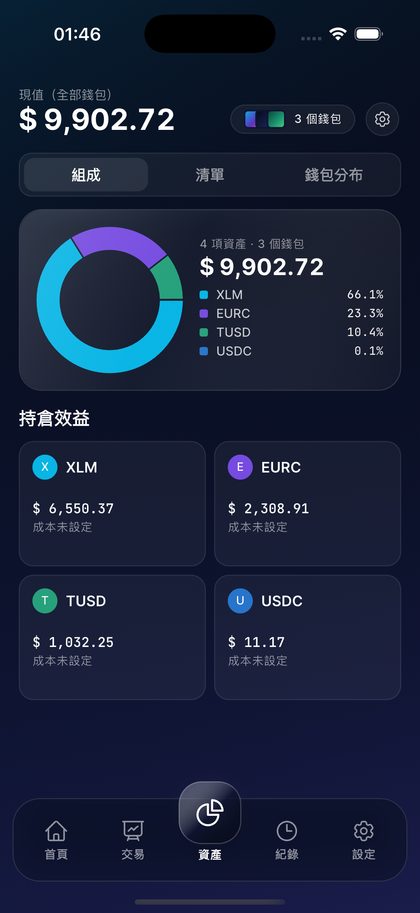 01:46
現值（全部錢包）
$ 9,902.72
3 個錢包
組成
清單
錢包分布
4 項資產 · 3 個錢包
$ 9,902.72
XLM 66.1%
EURC 23.3%
TUSD 10.4%
USDC 0.1%
持倉效益
X XLM
$ 6,550.37
成本未設定
E EURC
$ 2,308.91
成本未設定
T TUSD
$ 1,032.25
成本未設定
U USDC
$ 11.17
成本未設定
首頁
交易
資產
紀錄
設定